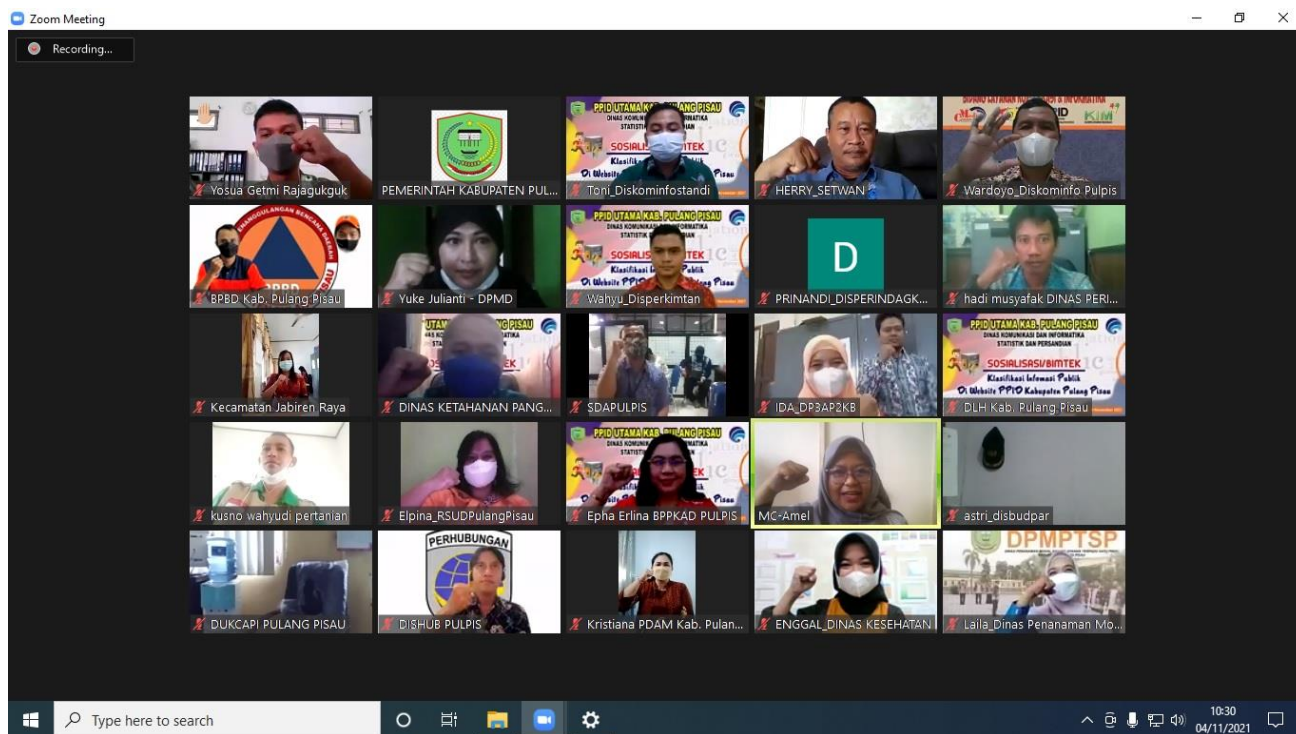 Zoom Meeting
Recording...
Yosua Getmi Rajagukguk
PEMERINTAH KABUPATEN PUL...
PPID UTAMA KAB. PULANG PISAU
SOSIALIS
Toni_Diskominfostandi
HERRY_SETWAN
KIM
Wardoyo_Diskominfo Pulpis
BPBD Kab. Pulang Pisau
Yuke Julianti - DPMD
PPID UTAMA KAB. PULANG PISAU
SOSIALIS
Wahyu_Disperkimtan
D
PRINANDI_DISPERINDAGK...
hadi musyafak DINAS PERI...
Kecamatan Jabiren Raya
DINAS KETAHANAN PANG...
SDAPULPIS
IDA_DP3AP2KB
PPID UTAMA KAB. PULANG PISAU
DINAS KOMUNIKASI DAN INFORMATIKA
STATISTIK DAN PERSANDIAN
SOSIALISASI/BIMTEK
Klasifikasi Informasi Publik
Di Website PPID Kabupaten Pulang Pisau
DLH Kab. Pulang Pisau
kusno wahyudi pertanian
Elpina_RSUDPulangPisau
PPID UTAMA KAB. PULANG PISAU
Epha Erlina BPPKAD PULPIS
MC-Amel
astri_disbudpar
DUKCAPI PULANG PISAU
PERHUBUNGAN
DISHUB PULPIS
Kristiana PDAM Kab. Pulan...
ENGGAL_DINAS KESEHATAN
DPMPTSP
Laila_Dinas Penanaman Mo...
Type here to search
10:30
04/11/2021